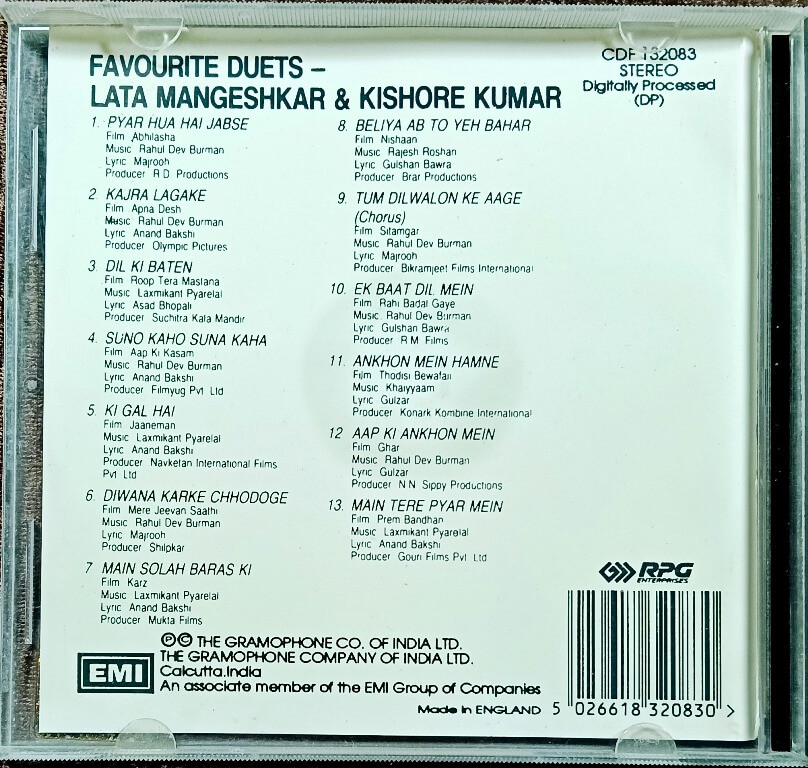 FAVOURITE DUETS –
LATA MANGESHKAR & KISHORE KUMAR
CDF 132083
STEREO
Digitally Processed
(DP)
1. PYAR HUA HAI JABSE
Film Abhilasha
Music Rahul Dev Burman
Lyric Majrooh
Producer R D Productions
2. KAJRA LAGAKE
Film Apna Desh
Music Rahul Dev Burman
Lyric Anand Bakshi
Producer Olympic Pictures
3. DIL KI BATEN
Film Roop Tera Mastana
Music Laxmikant Pyarelal
Lyric Asad Bhopali
Producer Suchitra Kala Mandir
4. SUNO KAHO SUNA KAHA
Film Aap Ki Kasam
Music Rahul Dev Burman
Lyric Anand Bakshi
Producer Filmyug Pvt Ltd
5. KI GAL HAI
Film Jaaneman
Music Laxmikant Pyarelal
Lyric Anand Bakshi
Producer Navketan International Films
Pvt Ltd
6. DIWANA KARKE CHHODOGE
Film Mere Jeevan Saathi
Music Rahul Dev Burman
Lyric Majrooh
Producer Shilpkar
7 MAIN SOLAH BARAS KI
Film Karz
Music Laxmikant Pyarelal
Lyric Anand Bakshi
Producer Mukta Films
8. BELIYA AB TO YEH BAHAR
Film Nishaan
Music Rajesh Roshan
Lyric Gulshan Bawra
Producer Brar Productions
9. TUM DILWALON KE AAGE
(Chorus)
Film Sitamgar
Music Rahul Dev Burman
Lyric Majrooh
Producer Bikramjeet Films International
10. EK BAAT DIL MEIN
Film Rahi Badal Gaye
Music Rahul Dev Burman
Lyric Gulshan Bawra
Producer R M Films
11. ANKHON MEIN HAMNE
Film Thodisi Bewafaii
Music Khaiyyaam
Lyric Gulzar
Producer Konark Kombine International
12 AAP KI ANKHON MEIN
Film Ghar
Music Rahul Dev Burman
Lyric Gulzar
Producer N N Sippy Productions
13. MAIN TERE PYAR MEIN
Film Prem Bandhan
Music Laxmikant Pyarelal
Lyric Anand Bakshi
Producer Gouri Films Pvt Ltd
RPG
ENTERPRISES
EMI
℗© THE GRAMOPHONE CO. OF INDIA LTD.
THE GRAMOPHONE COMPANY OF INDIA LTD.
Calcutta.India
An associate member of the EMI Group of Companies
Made in ENGLAND
5 026618 320830 >